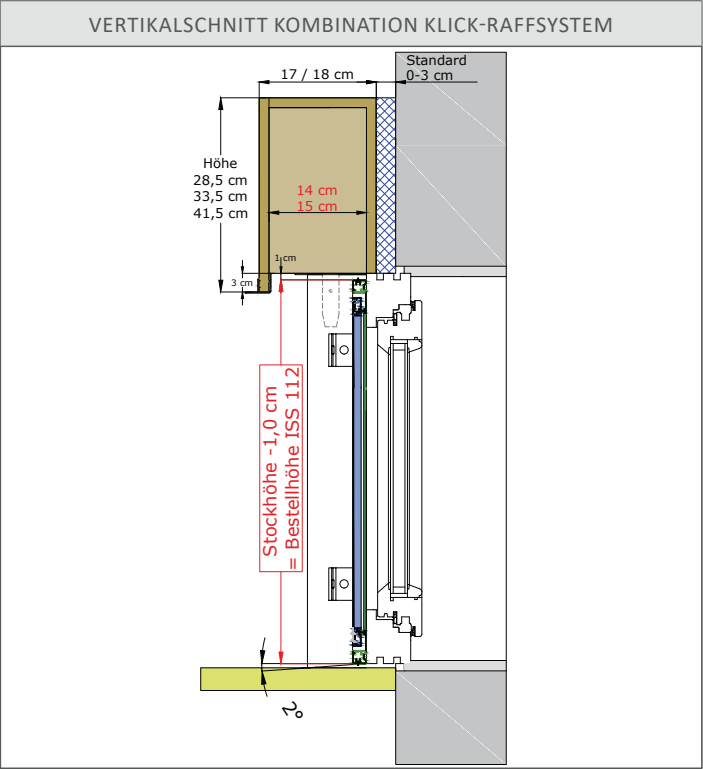 VERTIKALSCHNITT KOMBINATION KLICK-RAFFSYSTEM
Standard
0-3 cm
17 / 18 cm
Höhe
28,5 cm
33,5 cm
41,5 cm
14 cm
15 cm
1 cm
3 cm
Stockhöhe -1,0 cm
= Bestellhöhe ISS 112
2°